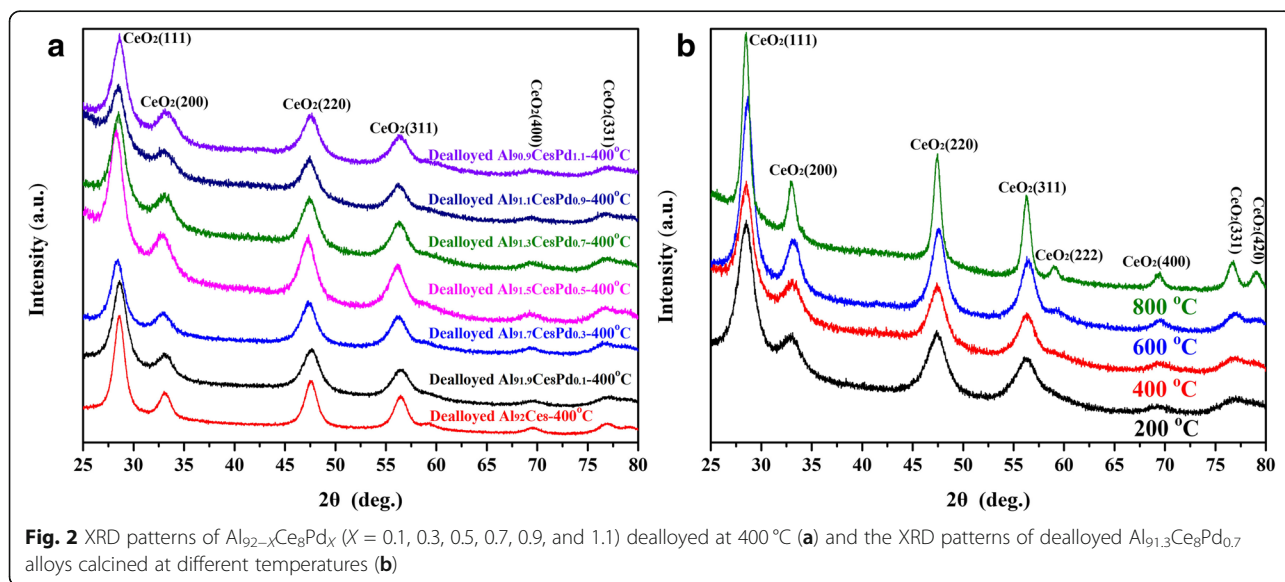 a
CeO₂(111)
CeO₂(200)
CeO₂(220)
CeO₂(311)
CeO₂(400)
CeO₂(331)
Dealloyed Al₉₀.₉Ce₈Pd₁.₁-400°C
Dealloyed Al₉₁.₁Ce₈Pd₀.₉-400°C
Dealloyed Al₉₁.₃Ce₈Pd₀.₇-400°C
Dealloyed Al₉₁.₅Ce₈Pd₀.₅-400°C
Dealloyed Al₉₁.₇Ce₈Pd₀.₃-400°C
Dealloyed Al₉₁.₉Ce₈Pd₀.₁-400°C
Dealloyed Al₉₂Ce₈-400°C
Intensity (a.u.)
25 30 35 40 45 50 55 60 65 70 75 80
2θ (deg.)
b
CeO₂(111)
CeO₂(200)
CeO₂(220)
CeO₂(311)
CeO₂(222)
CeO₂(400)
CeO₂(331)
CeO₂(420)
800 °C
600 °C
400 °C
200 °C
Intensity (a.u.)
25 30 35 40 45 50 55 60 65 70 75 80
2θ (deg.)
Fig. 2 XRD patterns of Al₉₂₋ₓCe₈Pdₓ (X = 0.1, 0.3, 0.5, 0.7, 0.9, and 1.1) dealloyed at 400 °C (a) and the XRD patterns of dealloyed Al₉₁.₃Ce₈Pd₀.₇
alloys calcined at different temperatures (b)